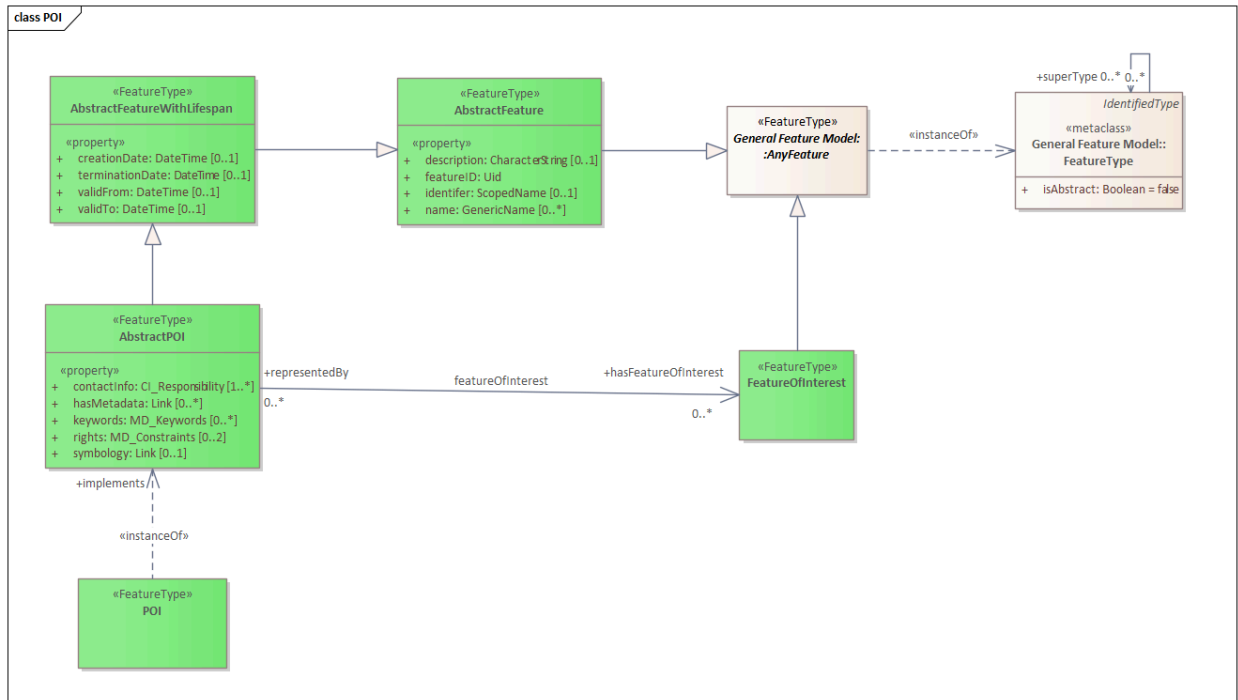 class POI
«FeatureType»
AbstractFeatureWithLifespan
«property»
+ creationDate: DateTime [0..1]
+ terminationDate: DateTime [0..1]
+ validFrom: DateTime [0..1]
+ validTo: DateTime [0..1]
«FeatureType»
AbstractFeature
«property»
+ description: CharacterString [0..1]
+ featureID: Uid
+ identifer: ScopedName [0..1]
+ name: GenericName [0..*]
«FeatureType»
General Feature Model:
:AnyFeature
«instanceOf»
+superType 0..* 0..*
IdentifiedType
«metaclass»
General Feature Model::
FeatureType
+ isAbstract: Boolean = false
«FeatureType»
AbstractPOI
«property»
+ contactInfo: CI_Responsibility [1..*]
+ hasMetadata: Link [0..*]
+ keywords: MD_Keywords [0..*]
+ rights: MD_Constraints [0..2]
+ symbology: Link [0..1]
+representedBy
0..*
featureOfInterest
+hasFeatureOfInterest
0..*
«FeatureType»
FeatureOfInterest
+implements
«instanceOf»
«FeatureType»
POI